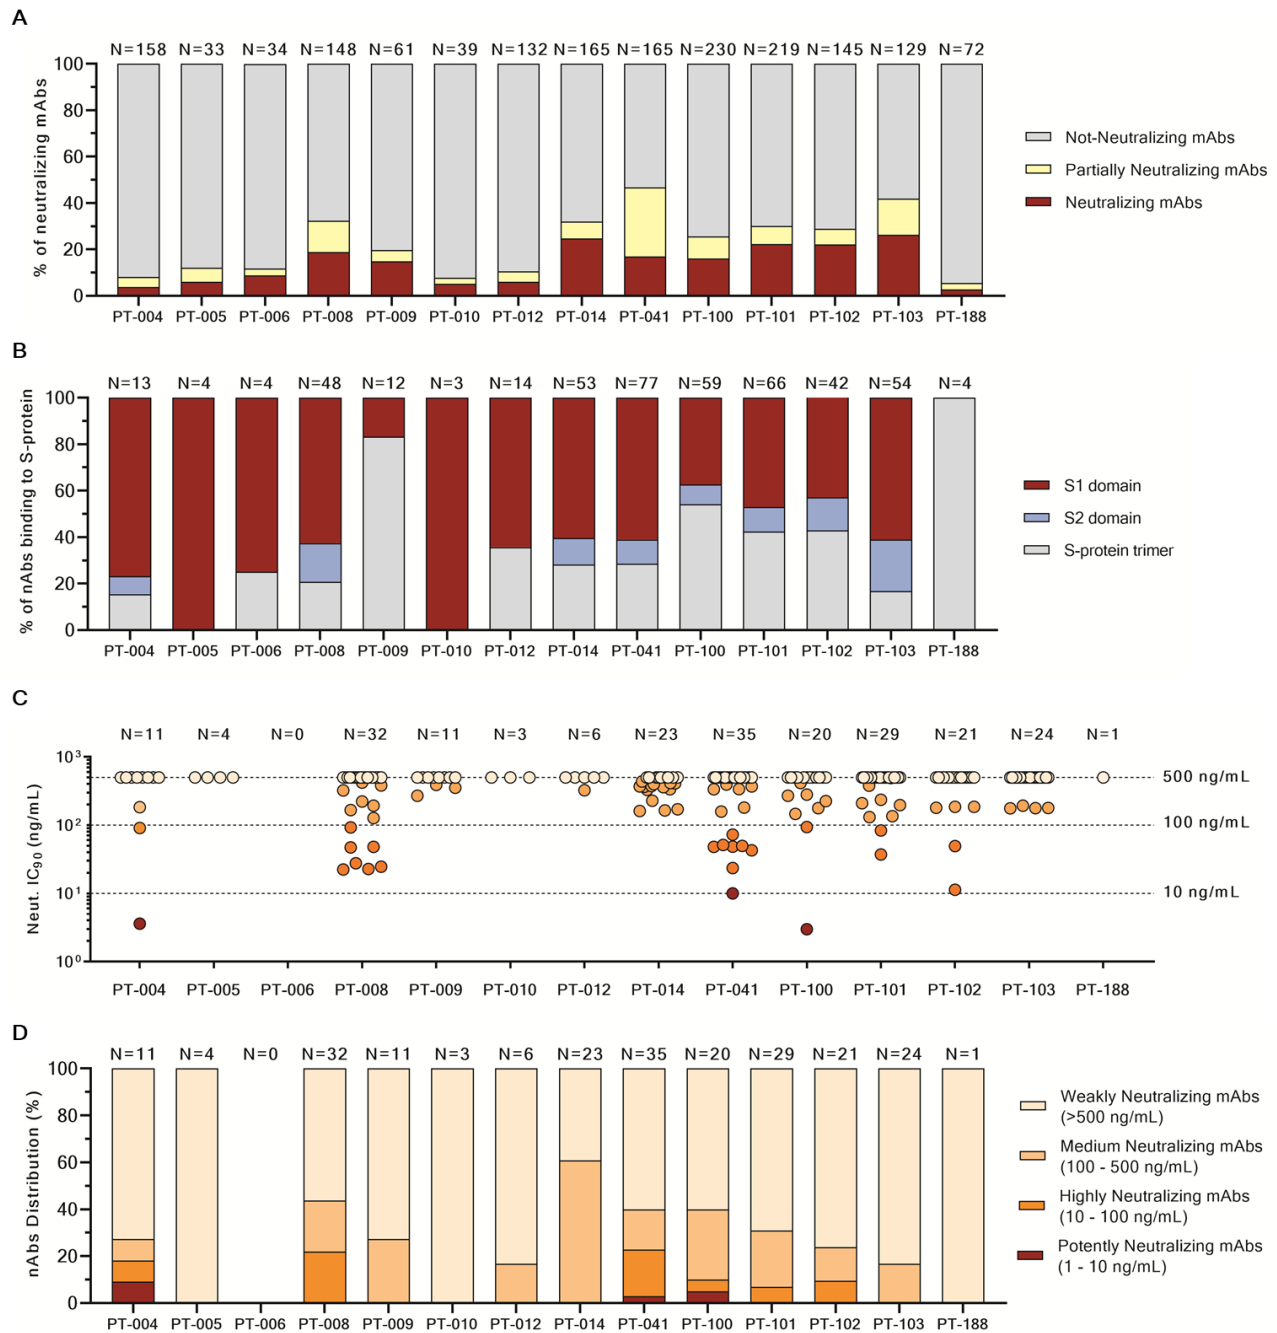 A
N=158 N=33 N=34 N=148 N=61 N=39 N=132 N=165 N=165 N=230 N=219 N=145 N=129 N=72
% of neutralizing mAbs
100
80
60
40
20
0
PT-004 PT-005 PT-006 PT-008 PT-009 PT-010 PT-012 PT-014 PT-041 PT-100 PT-101 PT-102 PT-103 PT-188
Not-Neutralizing mAbs
Partially Neutralizing mAbs
Neutralizing mAbs
B
N=13 N=4 N=4 N=48 N=12 N=3 N=14 N=53 N=77 N=59 N=66 N=42 N=54 N=4
% of nAbs binding to S-protein
100
80
60
40
20
0
PT-004 PT-005 PT-006 PT-008 PT-009 PT-010 PT-012 PT-014 PT-041 PT-100 PT-101 PT-102 PT-103 PT-188
S1 domain
S2 domain
S-protein trimer
C
N=11 N=4 N=0 N=32 N=11 N=3 N=6 N=23 N=35 N=20 N=29 N=21 N=24 N=1
Neut. IC90 (ng/mL)
10³
10²
10¹
10⁰
500 ng/mL
100 ng/mL
10 ng/mL
PT-004 PT-005 PT-006 PT-008 PT-009 PT-010 PT-012 PT-014 PT-041 PT-100 PT-101 PT-102 PT-103 PT-188
D
N=11 N=4 N=0 N=32 N=11 N=3 N=6 N=23 N=35 N=20 N=29 N=21 N=24 N=1
nAbs Distribution (%)
100
80
60
40
20
0
PT-004 PT-005 PT-006 PT-008 PT-009 PT-010 PT-012 PT-014 PT-041 PT-100 PT-101 PT-102 PT-103 PT-188
Weakly Neutralizing mAbs
(>500 ng/mL)
Medium Neutralizing mAbs
(100 - 500 ng/mL)
Highly Neutralizing mAbs
(10 - 100 ng/mL)
Potently Neutralizing mAbs
(1 - 10 ng/mL)